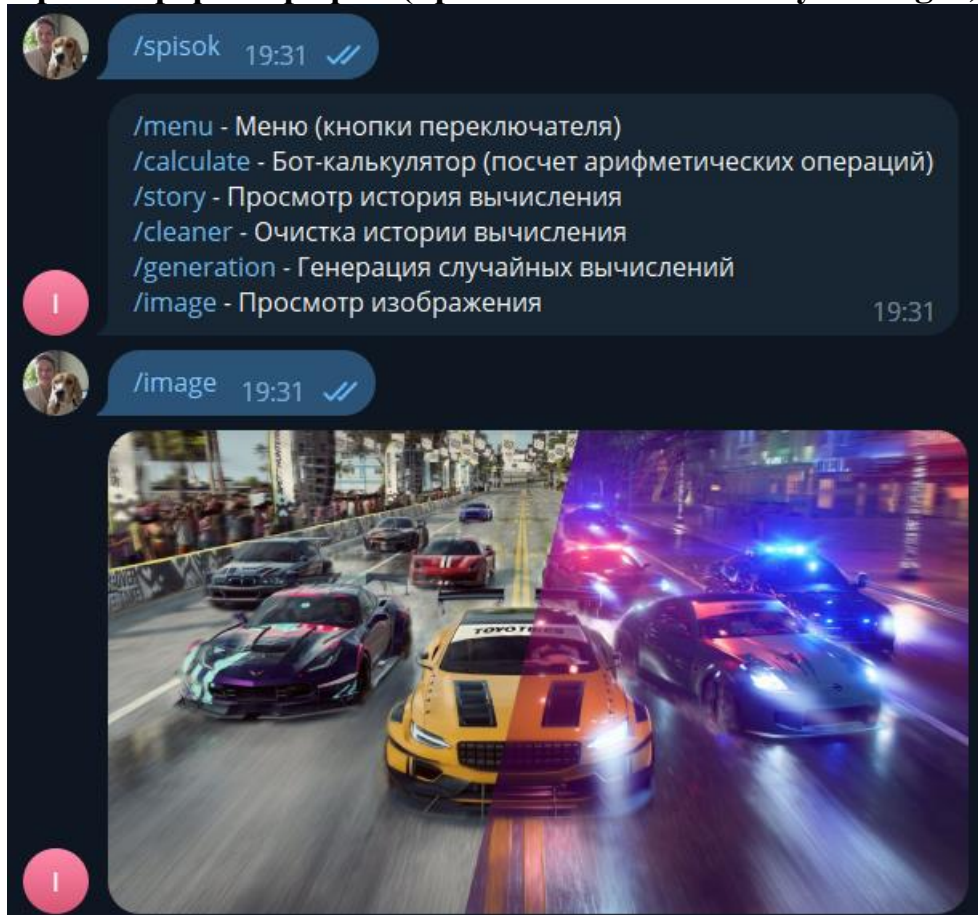 /spisok 19:31
/menu - Меню (кнопки переключателя)
/calculate - Бот-калькулятор (посчет арифметических операций)
/story - Просмотр история вычисления
/cleaner - Очистка истории вычисления
/generation - Генерация случайных вычислений
/image - Просмотр изображения
19:31
I
/image 19:31
TOYO TIRES
I